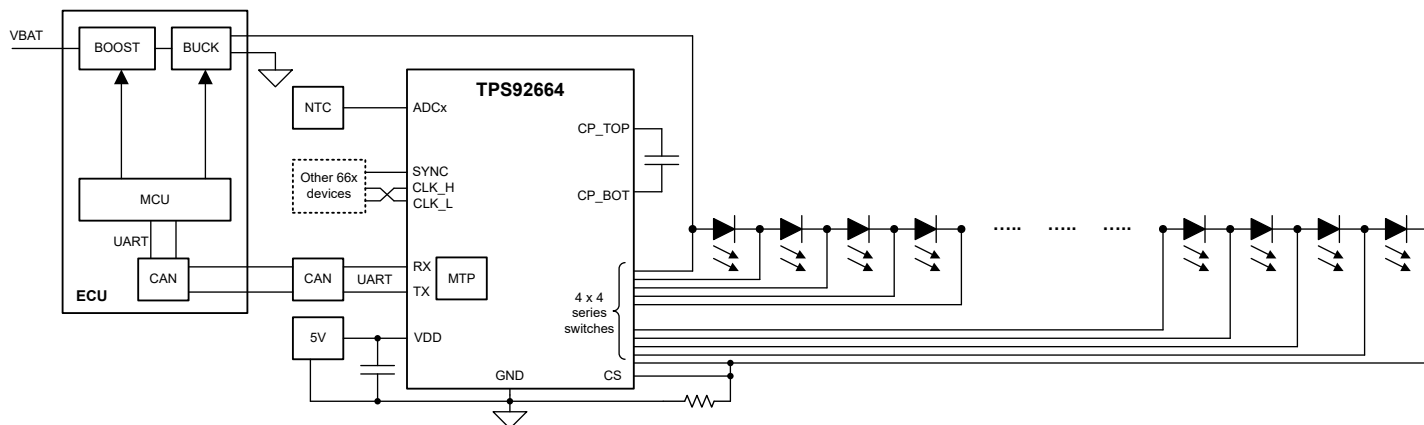 VBAT
BOOST
BUCK
MCU
UART
CAN
ECU
NTC
Other 66x
devices
CAN
UART
5V
TPS92664
ADCx
SYNC
CLK_H
CLK_L
RX
TX
MTP
VDD
GND
CP_TOP
CP_BOT
4 x 4
series
switches
CS
..... ..... .....